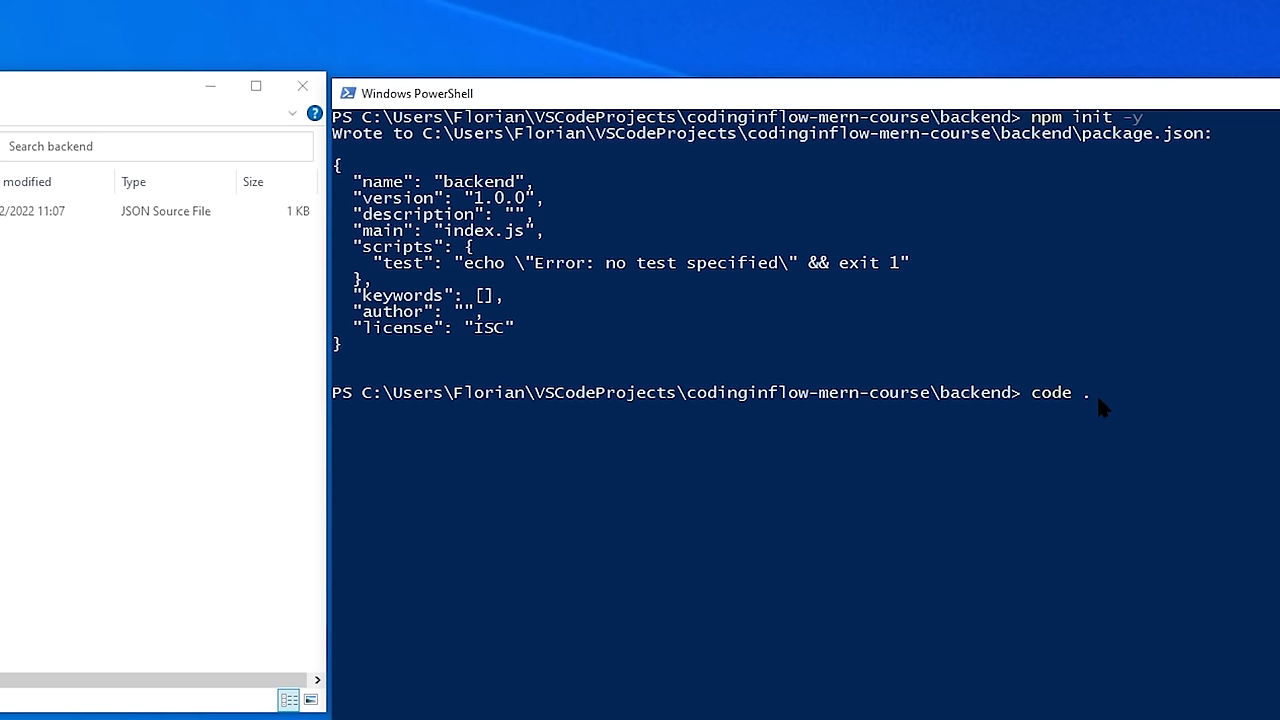 Search backend
modified
Type
Size
2/2022 11:07
JSON Source File
1 KB
Windows PowerShell
PS C:\Users\Florian\VSCodeProjects\codinginflow-mern-course\backend> npm init -y
Wrote to C:\Users\Florian\VSCodeProjects\codinginflow-mern-course\backend\package.json:
{
"name": "backend",
"version": "1.0.0",
"description": "",
"main": "index.js",
"scripts": {
"test": "echo \"Error: no test specified\" && exit 1"
},
"keywords": [],
"author": "",
"license": "ISC"
}
PS C:\Users\Florian\VSCodeProjects\codinginflow-mern-course\backend> code .